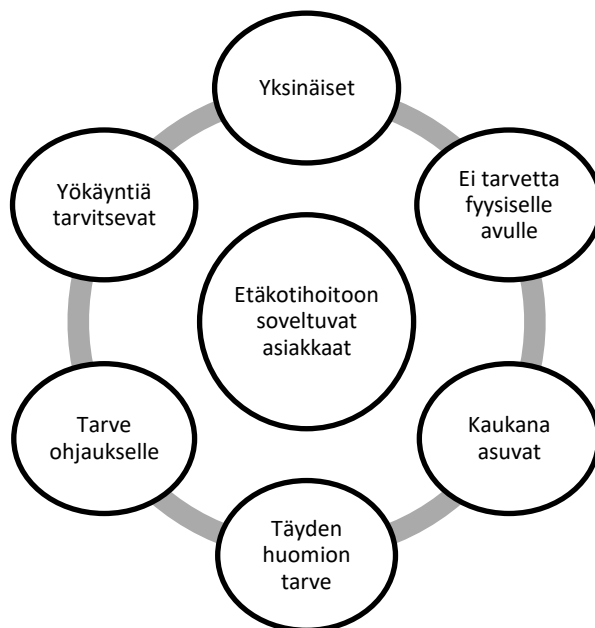 Yksinäiset
Ei tarvetta
fyysiselle
avulle
Kaukana
asuvat
Täyden
huomion
tarve
Tarve
ohjaukselle
Yökäyntiä
tarvitsevat
Etäkotihoitoon
soveltuvat
asiakkaat